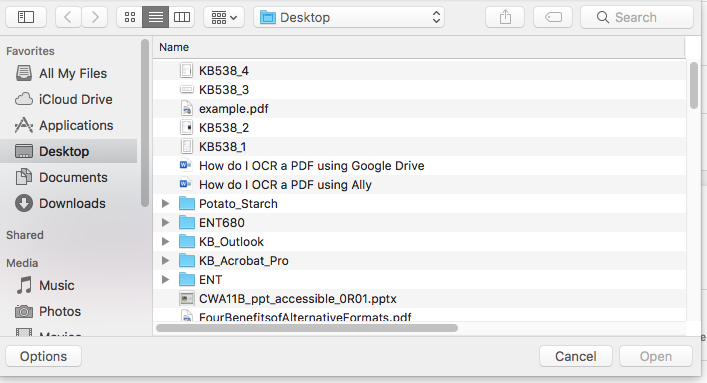 Desktop
Search
Favorites
All My Files
iCloud Drive
Applications
Desktop
Documents
Downloads
Shared
Media
Music
Photos
Movies
Name
KB538_4
KB538_3
example.pdf
KB538_2
KB538_1
How do I OCR a PDF using Google Drive
How do I OCR a PDF using Ally
Potato_Starch
ENT680
KB_Outlook
KB_Acrobat_Pro
ENT
CWA11B_ppt_accessible_0R01.pptx
FourBenefitsofAlternativeFormats.pdf
Options
Cancel
Open